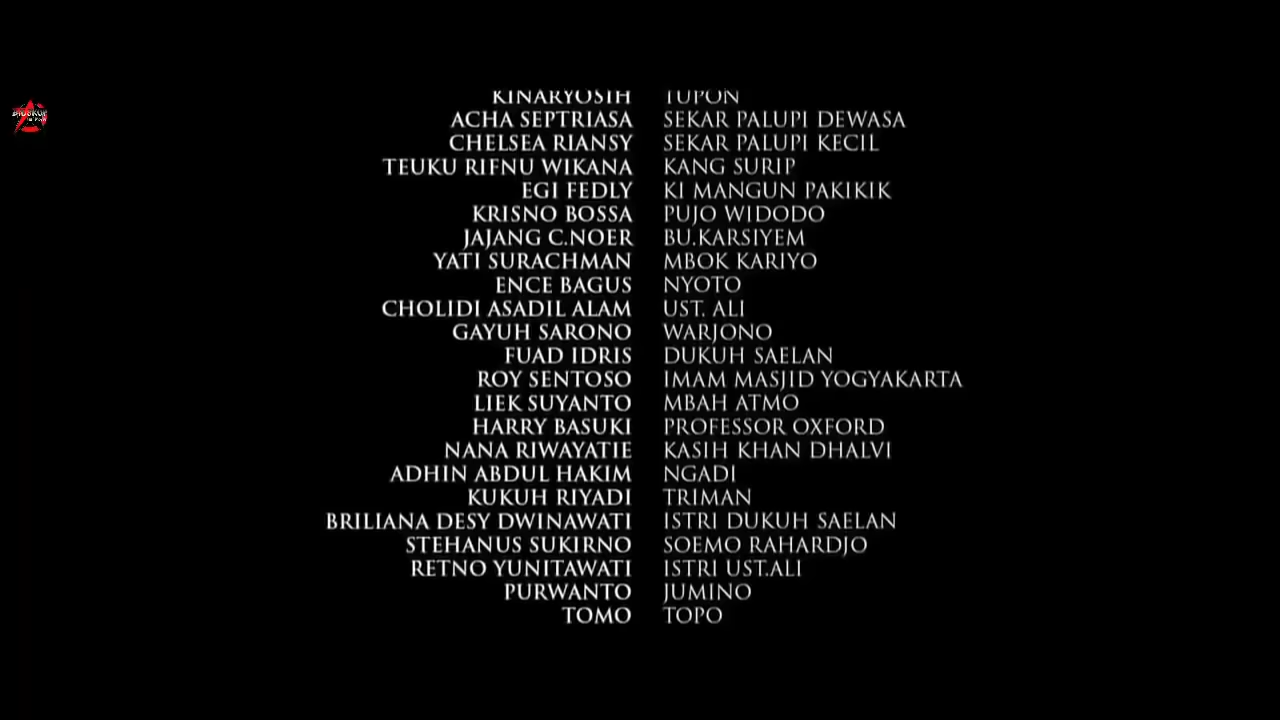 KINARYOSIH TUPON
ACHA SEPTRIASA SEKAR PALUPI DEWASA
CHELSEA RIANSY SEKAR PALUPI KECIL
TEUKU RIFNU WIKANA KANG SURIP
EGI FEDLY KI MANGUN PAKIKIK
KRISNO BOSSA PUJO WIDODO
JAJANG C.NOER BU.KARSIYEM
YATI SURACHMAN MBOK KARIYO
ENCE BAGUS NYOTO
CHOLIDI ASADIL ALAM UST. ALI
GAYUH SARONO WARJONO
FUAD IDRIS DUKUH SAELAN
ROY SENTOSO IMAM MASJID YOGYAKARTA
LIEK SUYANTO MBAH ATMO
HARRY BASUKI PROFESSOR OXFORD
NANA RIWAYATIE KASIH KHAN DHALVI
ADHIN ABDUL HAKIM NGADI
KUKUH RIYADI TRIMAN
BRILIANA DESY DWINAWATI ISTRI DUKUH SAELAN
STEHANUS SUKIRNO SOEMO RAHARDJO
RETNO YUNITAWATI ISTRI UST.ALI
PURWANTO JUMINO
TOMO TOPO